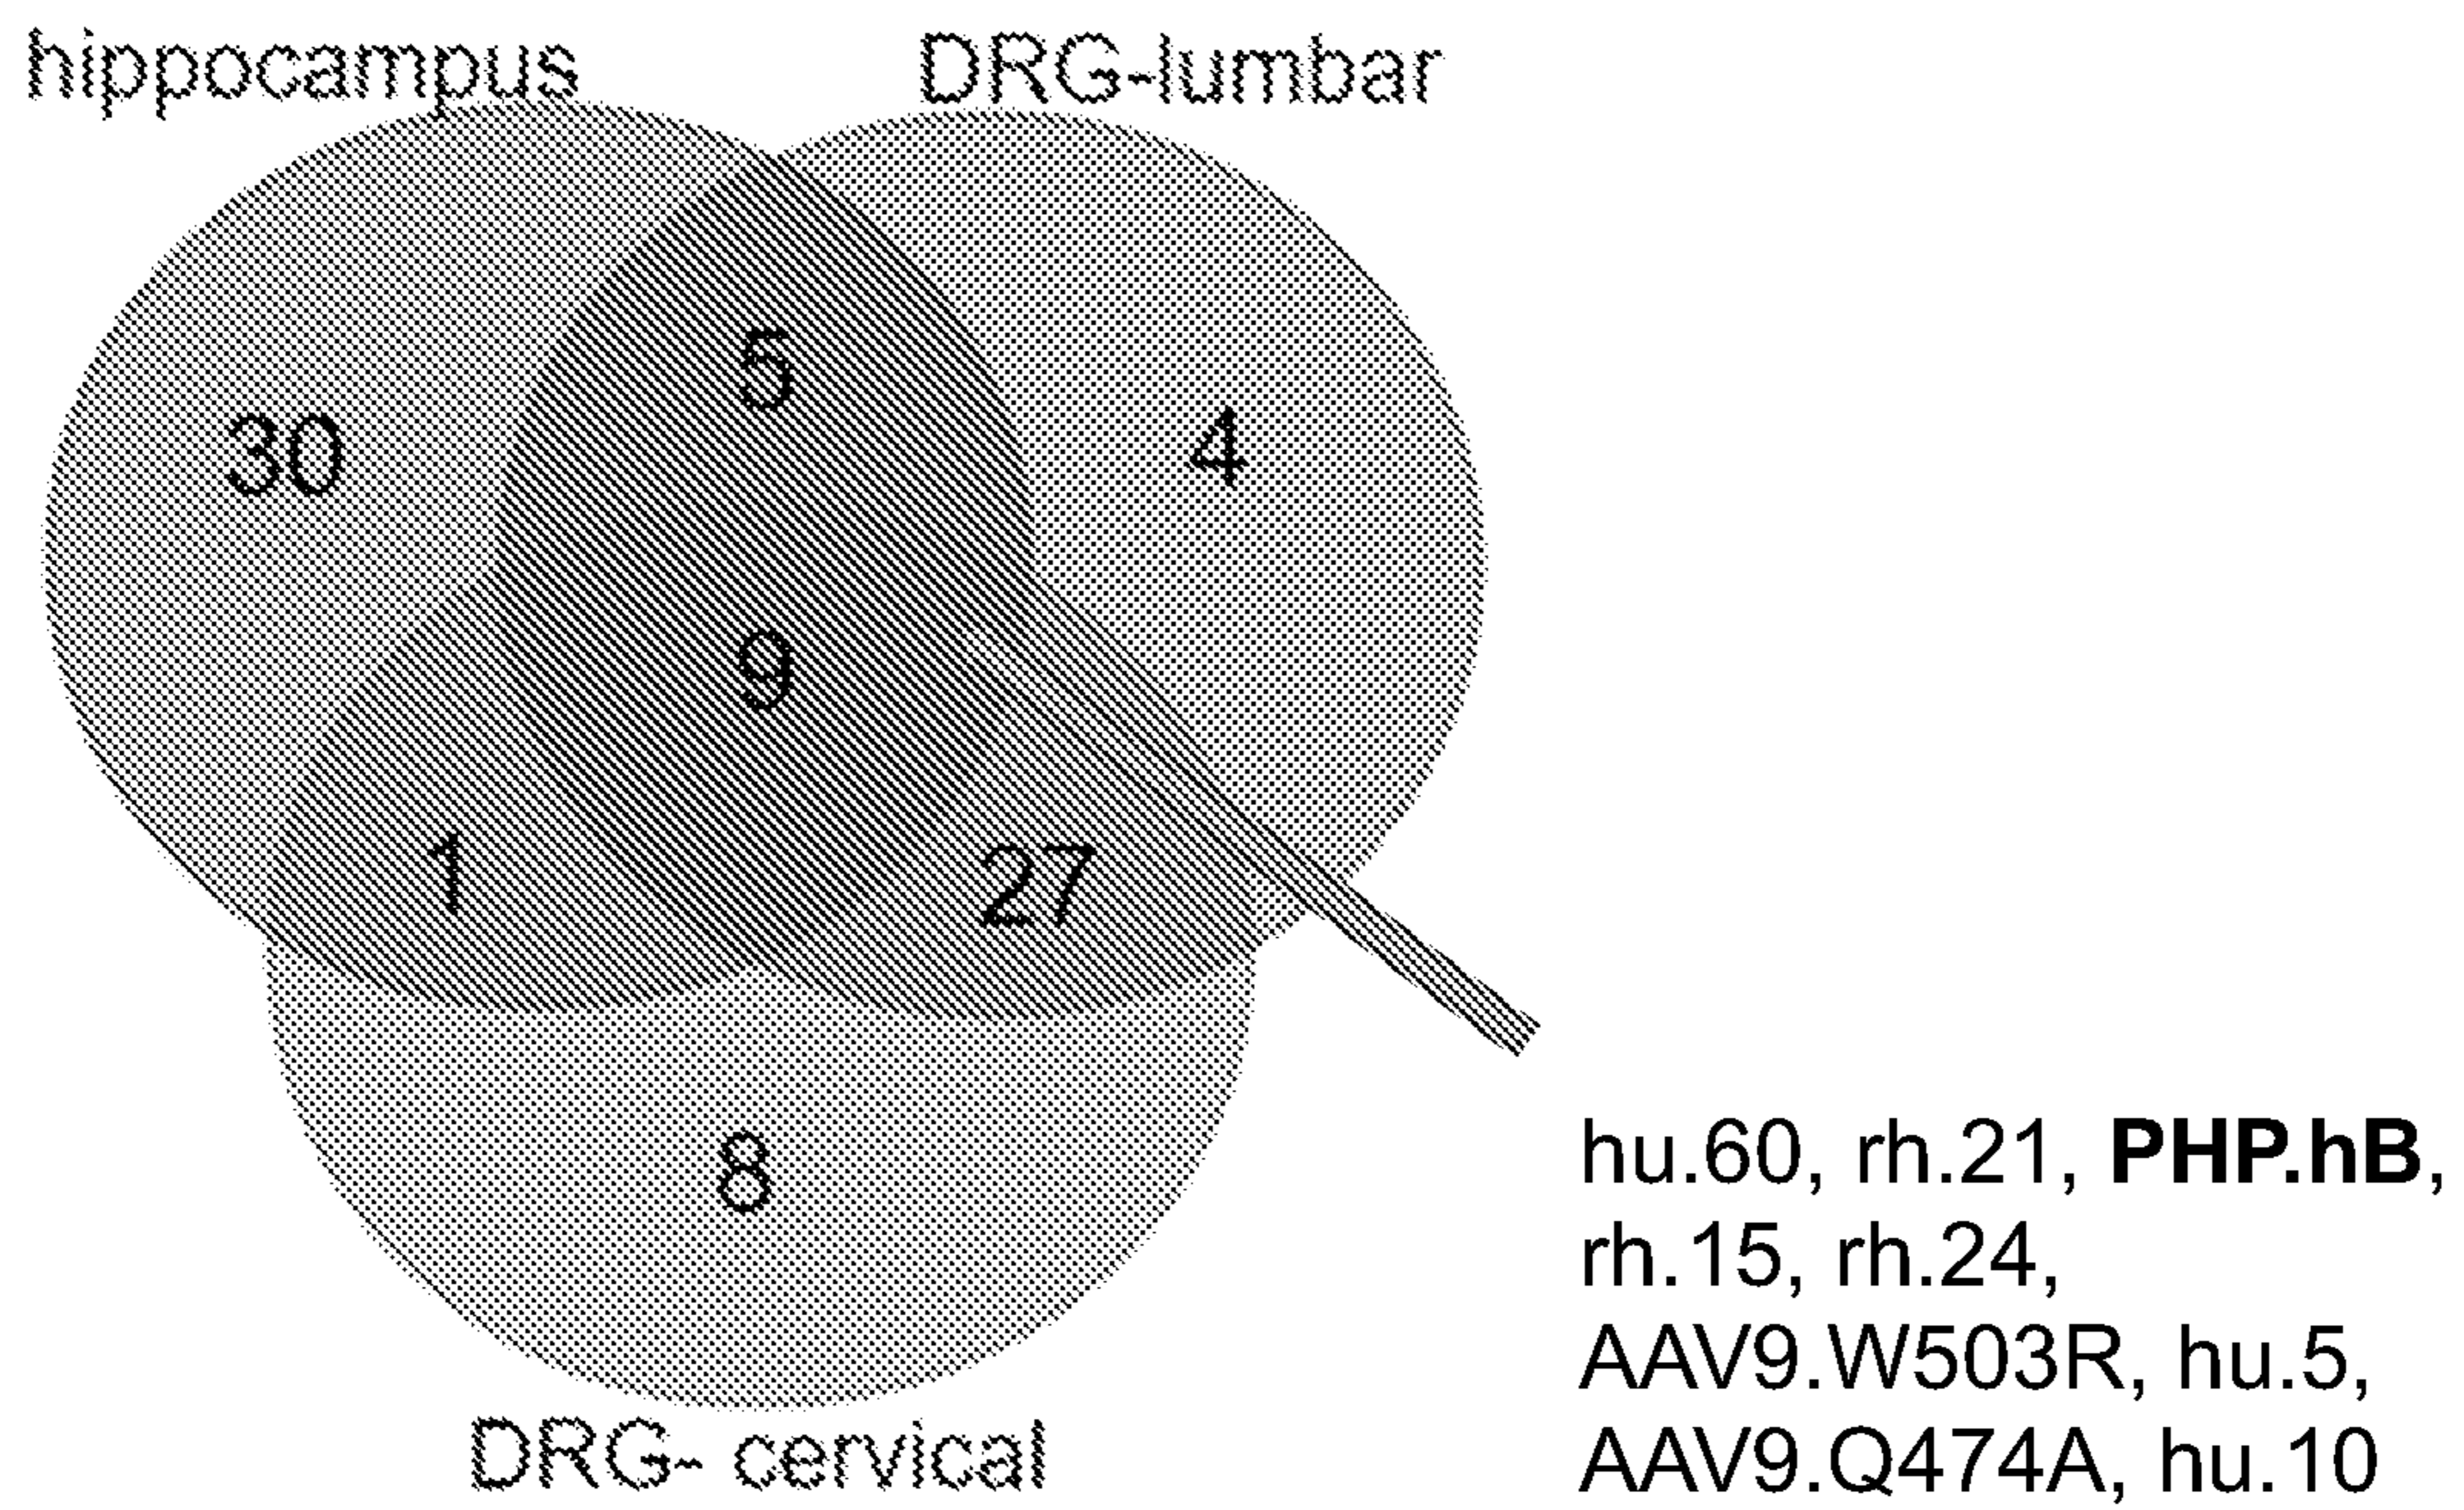 hippocampus
DRG-lumbar
5
30
4
9
1
27
8
hu.60, rh.21, PHP.hB,
rh.15, rh.24,
AAV9.W503R, hu.5,
AAV9.Q474A, hu.10
DRG- cervical